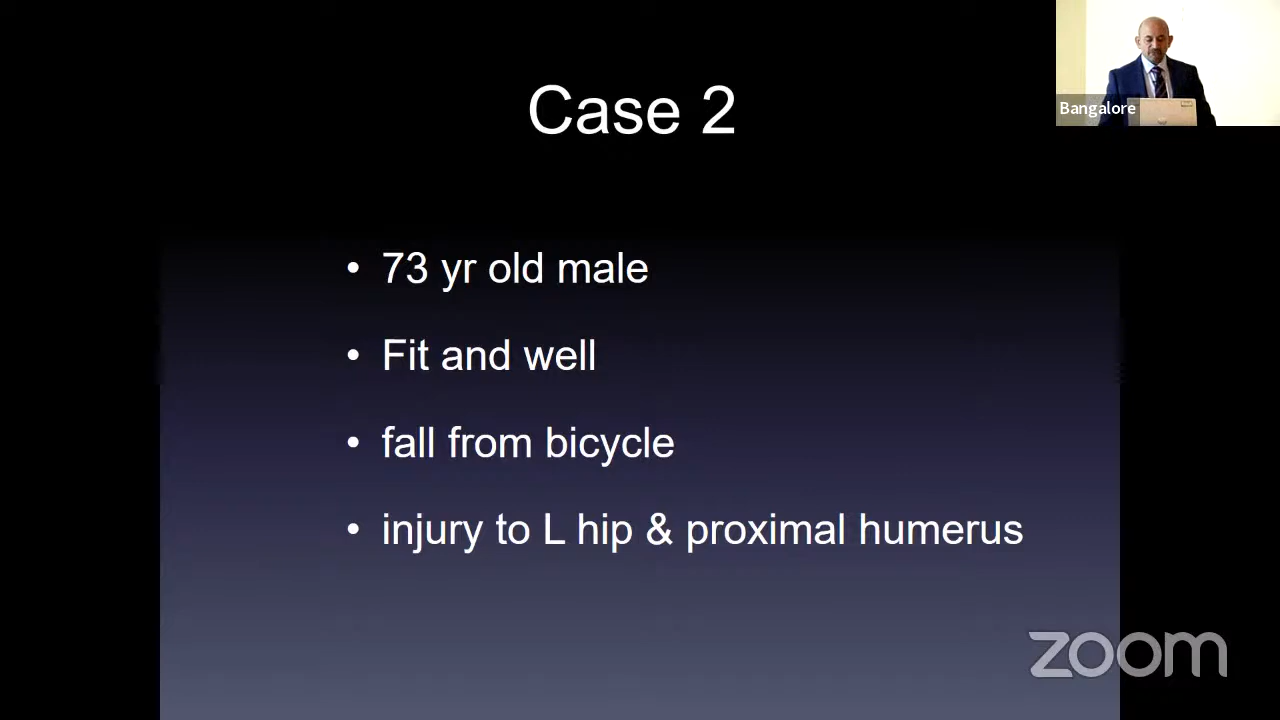 Case 2
Bangalore
• 73 yr old male
• Fit and well
• fall from bicycle
• injury to L hip & proximal humerus
zoom